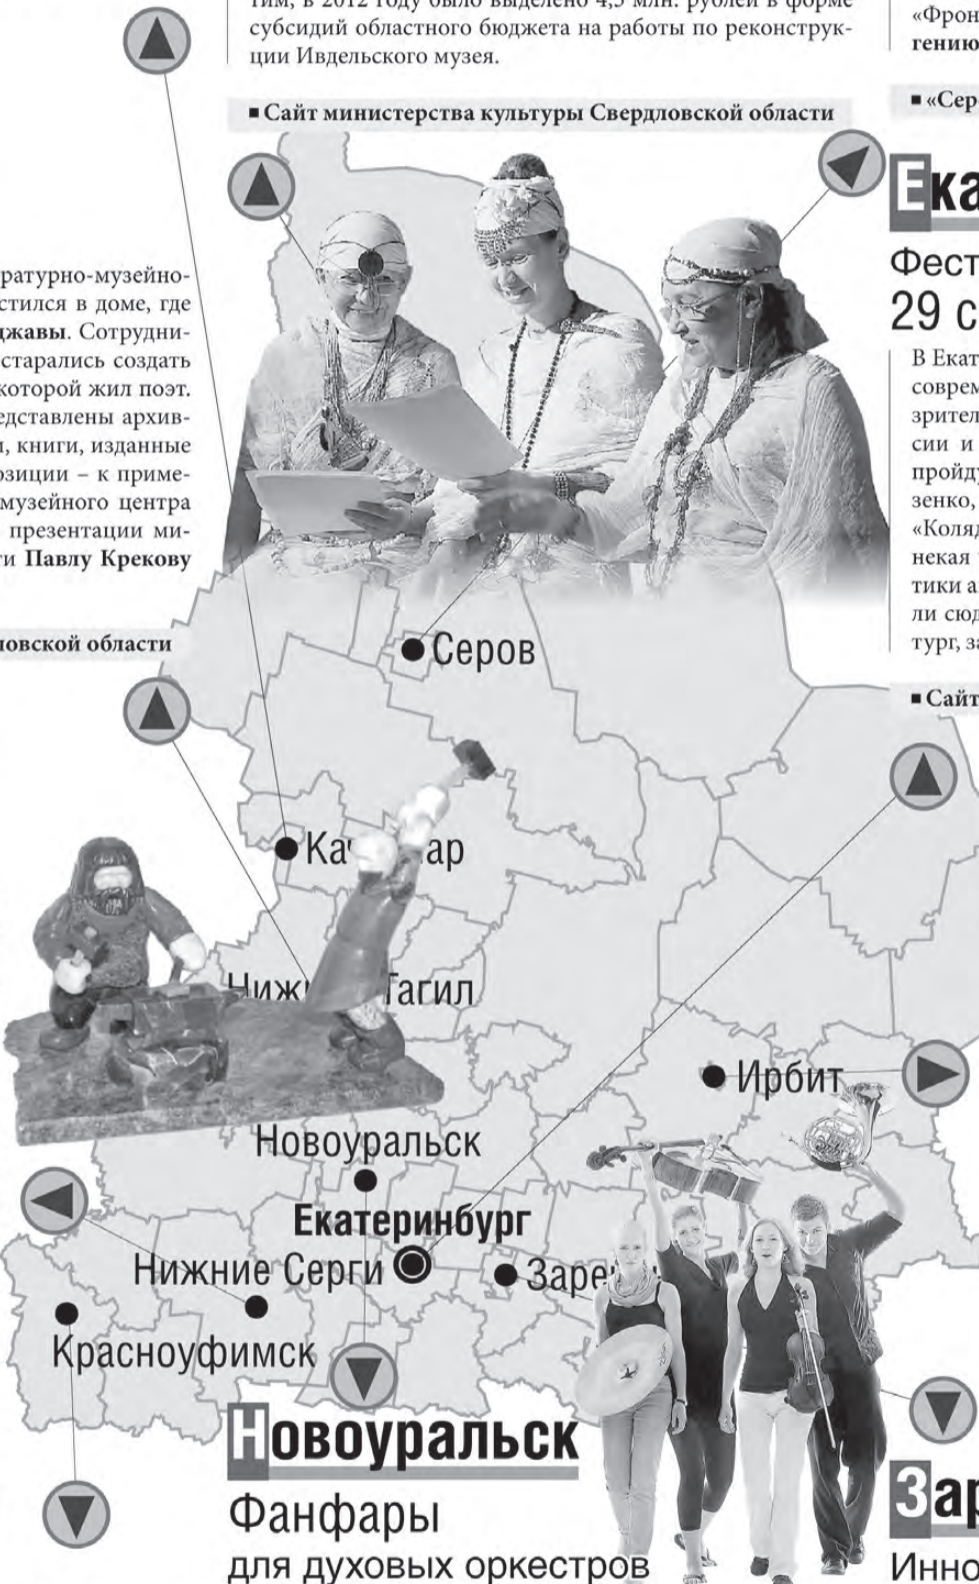 тим, в 2012 году было выделено 4,5 млн. рублей в форме
субсидий областного бюджета на работы по реконструк-
ции Ивдельского музея.
■ Сайт министерства культуры Свердловской области
ратурно-музейно-
стился в доме, где
джавы. Сотрудни-
старались создать
которой жил поэт.
едставлены архив-
и, книги, изданные
озиции – к приме-
музейного центра
презентации ми-
ти Павлу Крекову
ловской области
«Фрон
гению
■ «Сер
Ека
Фест
29 с
В Екат
соврем
зрител
сии и
пройду
зенко,
«Коляд
некая
тики а
ли сюд
тург, за
■ Сайт
Серов
Ка ар
Нижн Тагил
Ирбит
Новоуральск
Екатеринбург
Нижние Серги
Заре
Красноуфимск
Новоуральск
Фанфары
для духовых оркестров
Зар
Инно